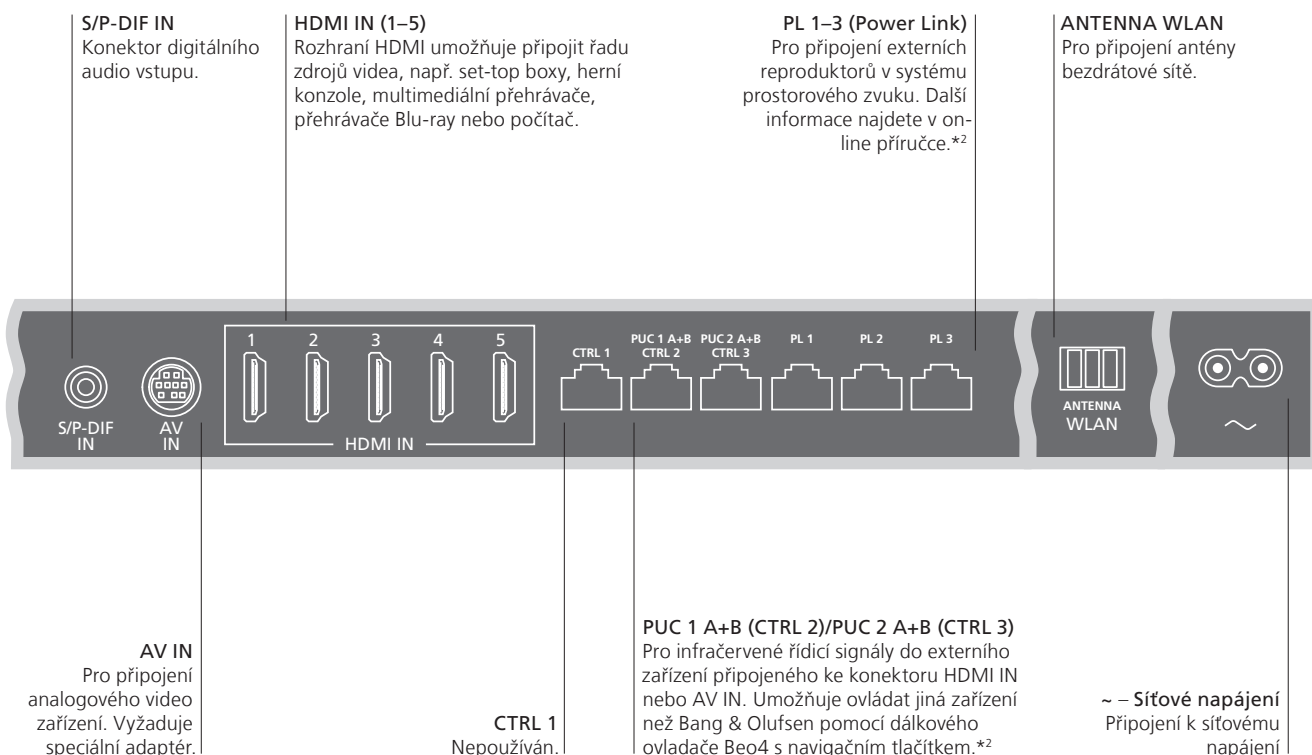 S/P-DIF IN
Konektor digitálního
audio vstupu.
HDMI IN (1–5)
Rozhraní HDMI umožňuje připojit řadu
zdrojů videa, např. set-top boxy, herní
konzole, multimediální přehrávače,
přehrávače Blu-ray nebo počítač.
PL 1–3 (Power Link)
Pro připojení externích
reproduktorů v systému
prostorového zvuku. Další
informace najdete v on-
line příručce.*2
ANTENNA WLAN
Pro připojení antény
bezdrátové sítě.
S/P-DIF
IN
AV
IN
1 2 3 4 5
HDMI IN
CTRL 1
PUC 1 A+B
CTRL 2
PUC 2 A+B
CTRL 3
PL 1
PL 2
PL 3
ANTENNA
WLAN
~
AV IN
Pro připojení
analogového video
zařízení. Vyžaduje
speciální adaptér.
CTRL 1
Nepoužíván.
PUC 1 A+B (CTRL 2)/PUC 2 A+B (CTRL 3)
Pro infračervené řídicí signály do externího
zařízení připojeného ke konektoru HDMI IN
nebo AV IN. Umožňuje ovládat jiná zařízení
než Bang & Olufsen pomocí dálkového
ovladače Beo4 s navigačním tlačítkem.*2
~ – Síťové napájení
Připojení k síťovému
napájení